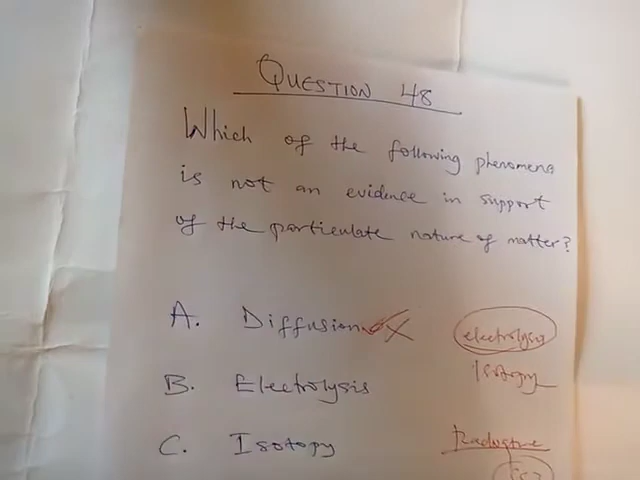 QUESTION 48
Which of the following phenomena
is not an evidence in support
of the particulate nature of matter?
A. Diffusion
electrolysis
B. Electrolysis
Isotopy
C. Isotopy